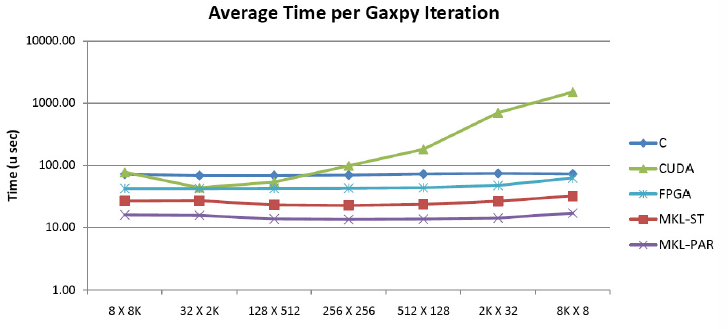 Average Time per Gaxpy Iteration
10000.00
1000.00
100.00
10.00
1.00
Time (u sec)
8 X 8K 32 X 2K 128 X 512 256 X 256 512 X 128 2K X 32 8K X 8
C
CUDA
FPGA
MKL-ST
MKL-PAR